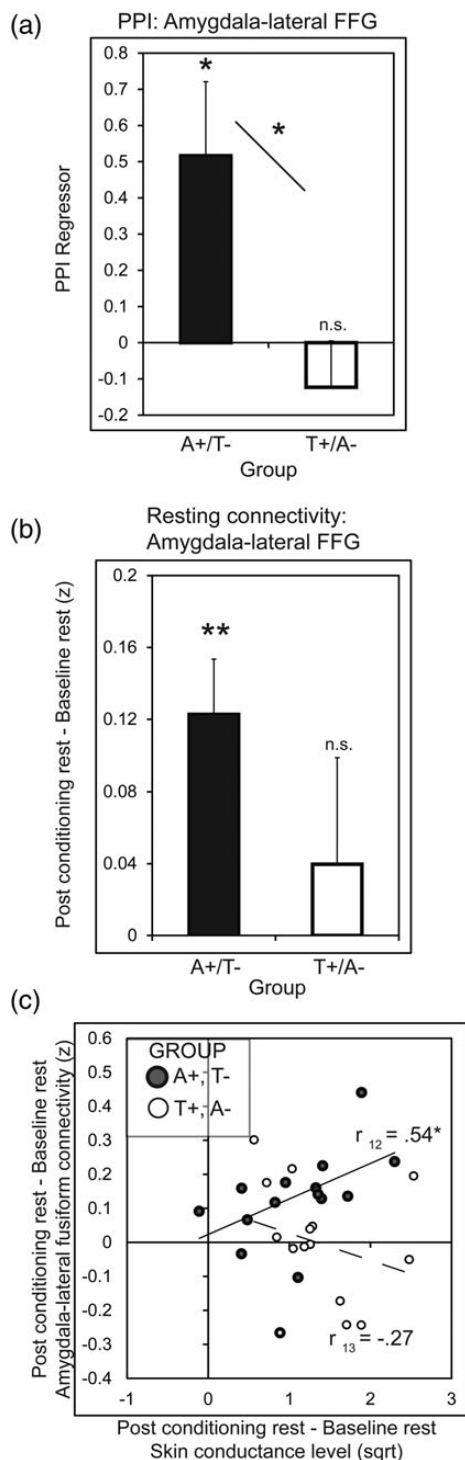 (a)
PPI: Amygdala-lateral FFG
0.8
0.7
0.6
0.5
0.4
0.3
0.2
0.1
0
-0.1
-0.2
PPI Regressor
*
*
n.s.
A+/T-
T+/A-
Group
(b)
Resting connectivity:
Amygdala-lateral FFG
0.2
0.16
0.12
0.08
0.04
0
Post conditioning rest - Baseline rest (z)
**
n.s.
A+/T-
T+/A-
Group
(c)
0.6
0.5
0.4
0.3
0.2
0.1
0
-0.1
-0.2
-0.3
-0.4
Post conditioning rest - Baseline rest
Amygdala-lateral fusiform connectivity (z)
GROUP
A+, T-
T+, A-
r 12 = .54*
r 13 = -.27
-1
0
1
2
3
Post conditioning rest - Baseline rest
Skin conductance level (sqrt)